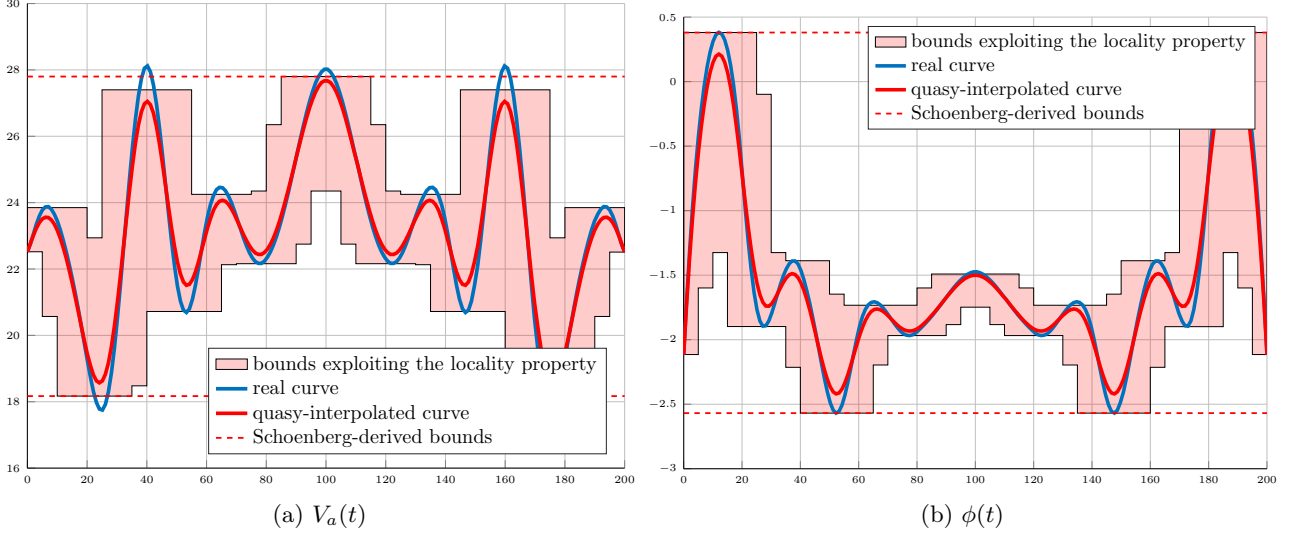 30
28
26
24
22
20
18
16
0 20 40 60 80 100 120 140 160 180 200
bounds exploiting the locality property
real curve
quasy-interpolated curve
Schoenberg-derived bounds
(a) V_a(t)
0.5
0
−0.5
−1
−1.5
−2
−2.5
−3
0 20 40 60 80 100 120 140 160 180 200
bounds exploiting the locality property
real curve
quasy-interpolated curve
Schoenberg-derived bounds
(b) ϕ(t)